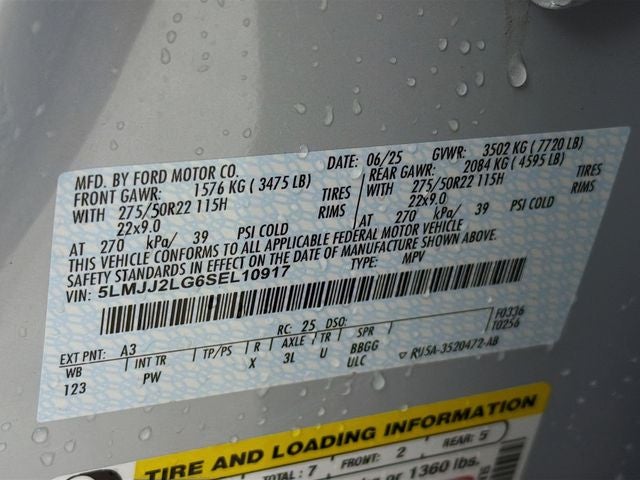 MFD. BY FORD MOTOR CO.
DATE: 06/25 GVWR: 3502 KG ( 7720 LB)
FRONT GAWR: 1576 KG ( 3475 LB) REAR GAWR: 2084 KG ( 4595 LB)
WITH 275/50R22 115H TIRES WITH 275/50R22 115H TIRES
22x9.0 RIMS 22x9.0 RIMS
AT 270 kPa/ 39 PSI COLD AT 270 kPa/ 39 PSI COLD
THIS VEHICLE CONFORMS TO ALL APPLICABLE FEDERAL MOTOR VEHICLE
SAFETY STANDARDS IN EFFECT ON THE DATE OF MANUFACTURE SHOWN ABOVE.
VIN: 5LMJJ2LG6SEL10917 TYPE: MPV
F0336
T0256
EXT PNT: A3 RC: 25 DSO:
WB INT TR TP/PS R AXLE TR SPR
123 PW X 3L U BBGG
ULC RU5A-3520472-AB
TIRE AND LOADING INFORMATION
TOTAL: 7 FRONT: 2 REAR: 5
or 1360 lbs.